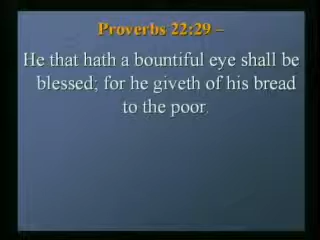 Proverbs 22:29 –
He that hath a bountiful eye shall be
blessed; for he giveth of his bread
to the poor.